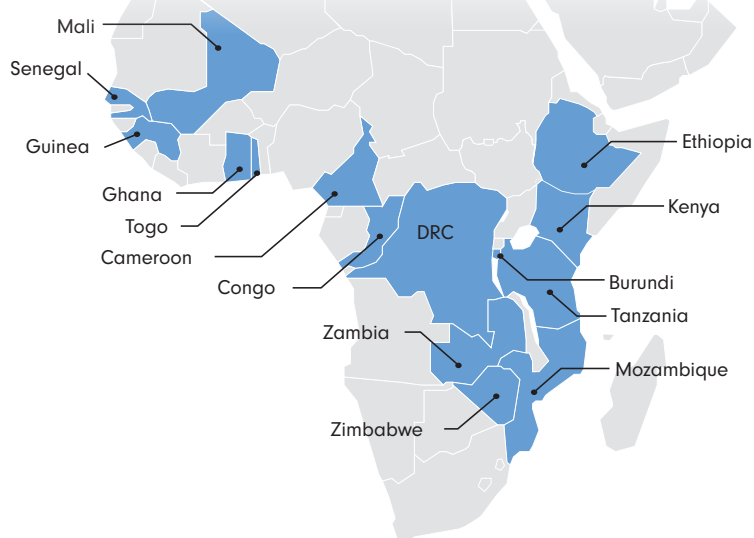 Mali
Senegal
Guinea
Ghana
Togo
Cameroon
Congo
DRC
Ethiopia
Kenya
Burundi
Tanzania
Zambia
Mozambique
Zimbabwe